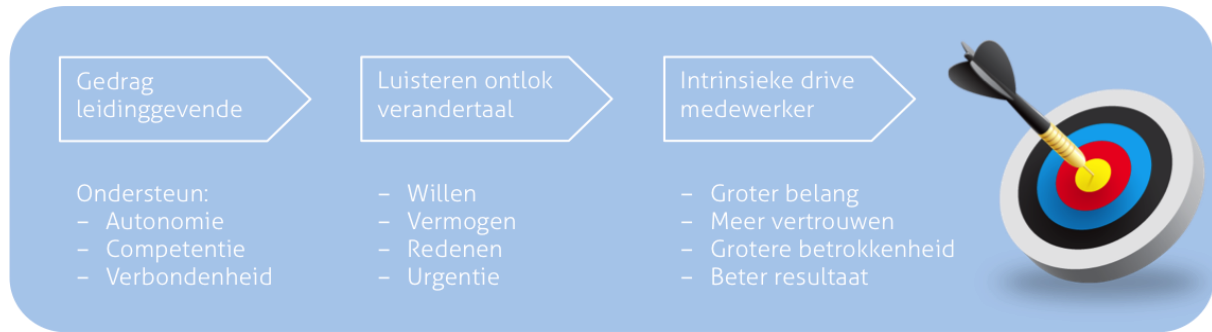 Gedrag
leidinggevende
Luisteren ontlok
verandertaal
Intrinsieke drive
medewerker
Ondersteun:
– Autonomie
– Competentie
– Verbondenheid
– Willen
– Vermogen
– Redenen
– Urgentie
– Groter belang
– Meer vertrouwen
– Grotere betrokkenheid
– Beter resultaat